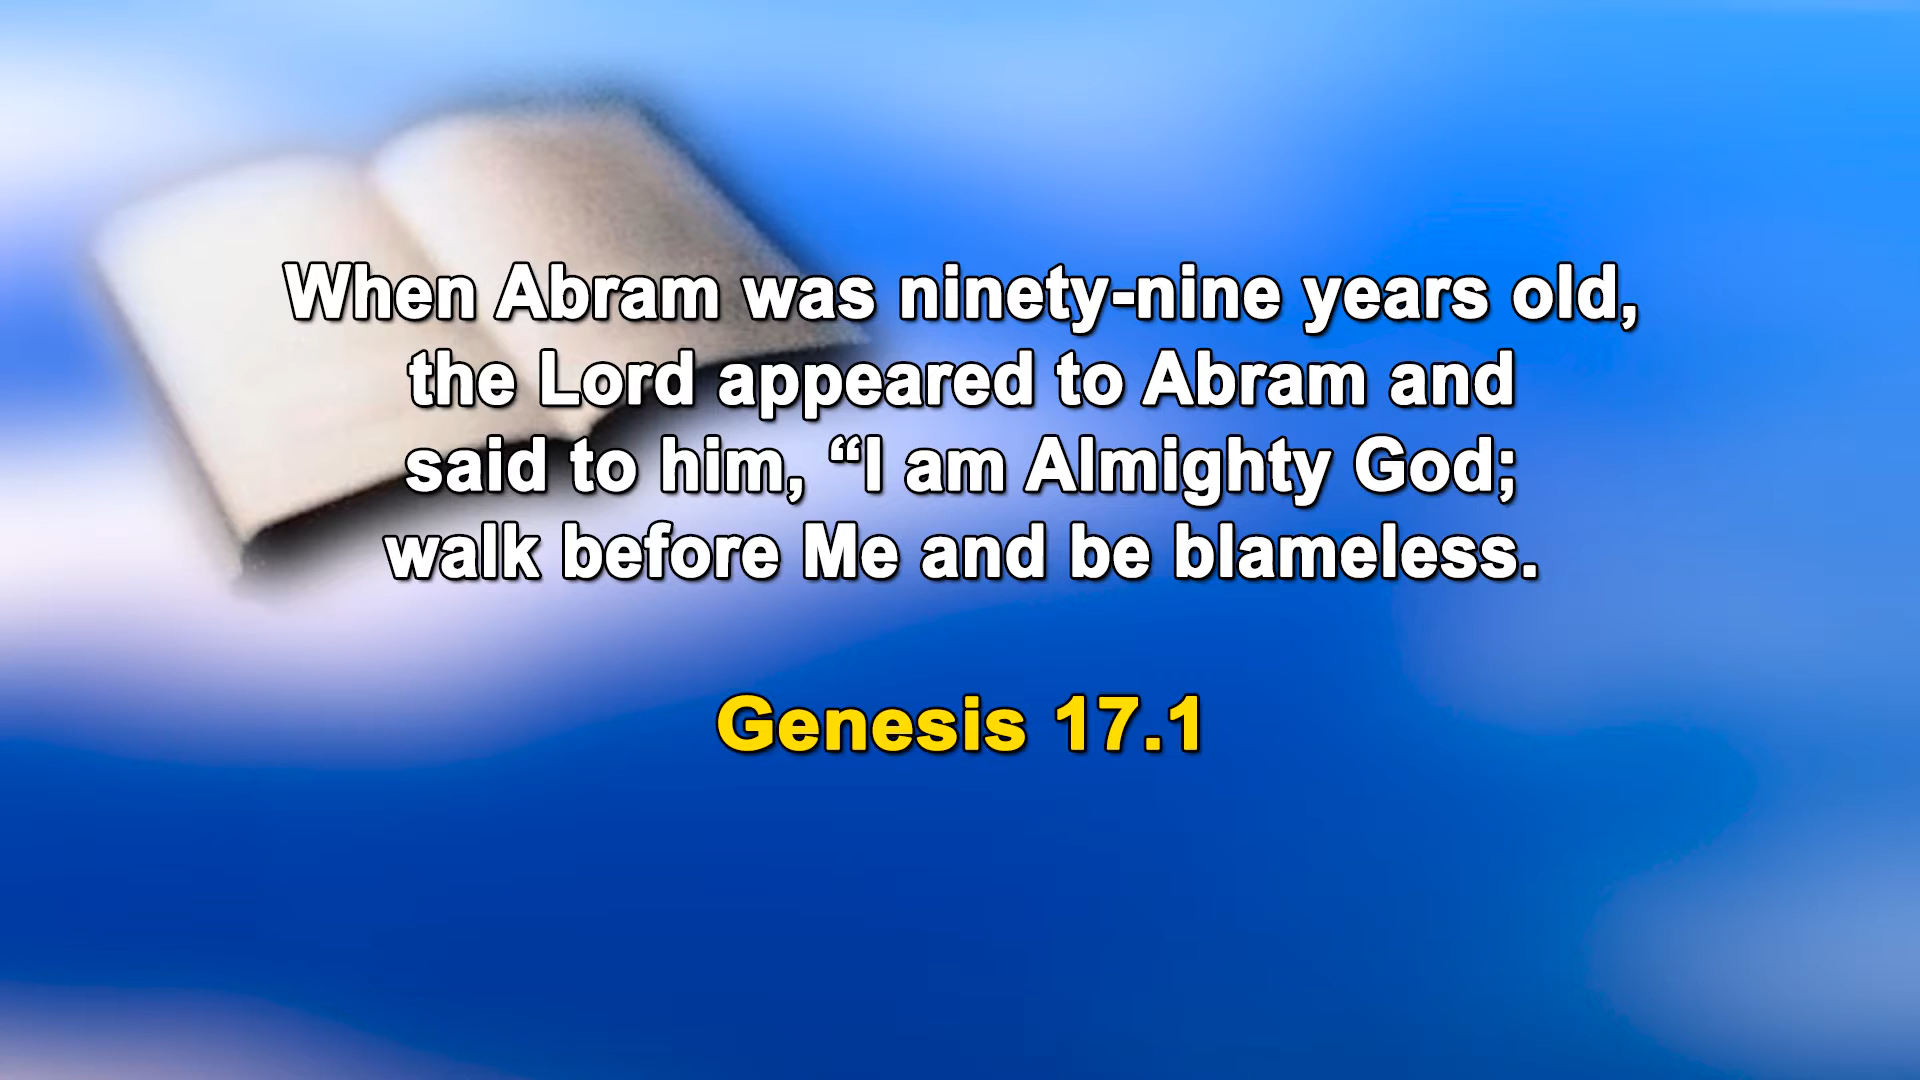 When Abram was ninety-nine years old,
the Lord appeared to Abram and
said to him, “I am Almighty God;
walk before Me and be blameless.
Genesis 17.1